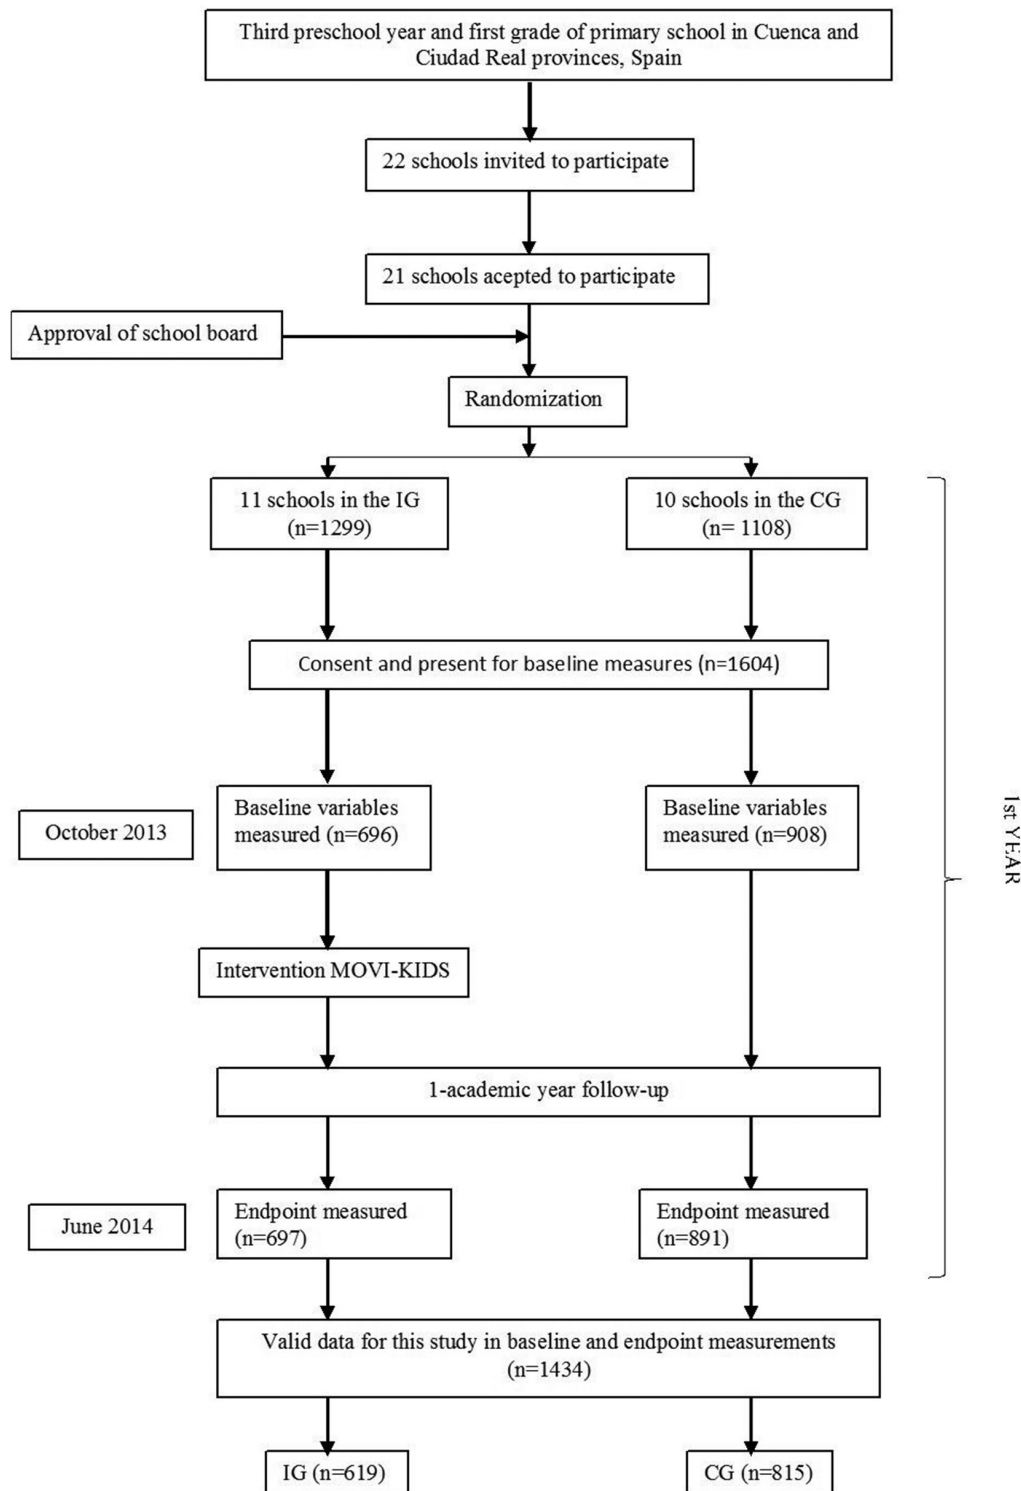 Third preschool year and first grade of primary school in Cuenca and
Ciudad Real provinces, Spain
22 schools invited to participate
21 schools acepted to participate
Approval of school board
Randomization
11 schools in the IG
(n=1299)
10 schools in the CG
(n= 1108)
Consent and present for baseline measures (n=1604)
October 2013
Baseline variables
measured (n=696)
Baseline variables
measured (n=908)
1st YEAR
Intervention MOVI-KIDS
1-academic year follow-up
June 2014
Endpoint measured
(n=697)
Endpoint measured
(n=891)
Valid data for this study in baseline and endpoint measurements
(n=1434)
IG (n=619)
CG (n=815)